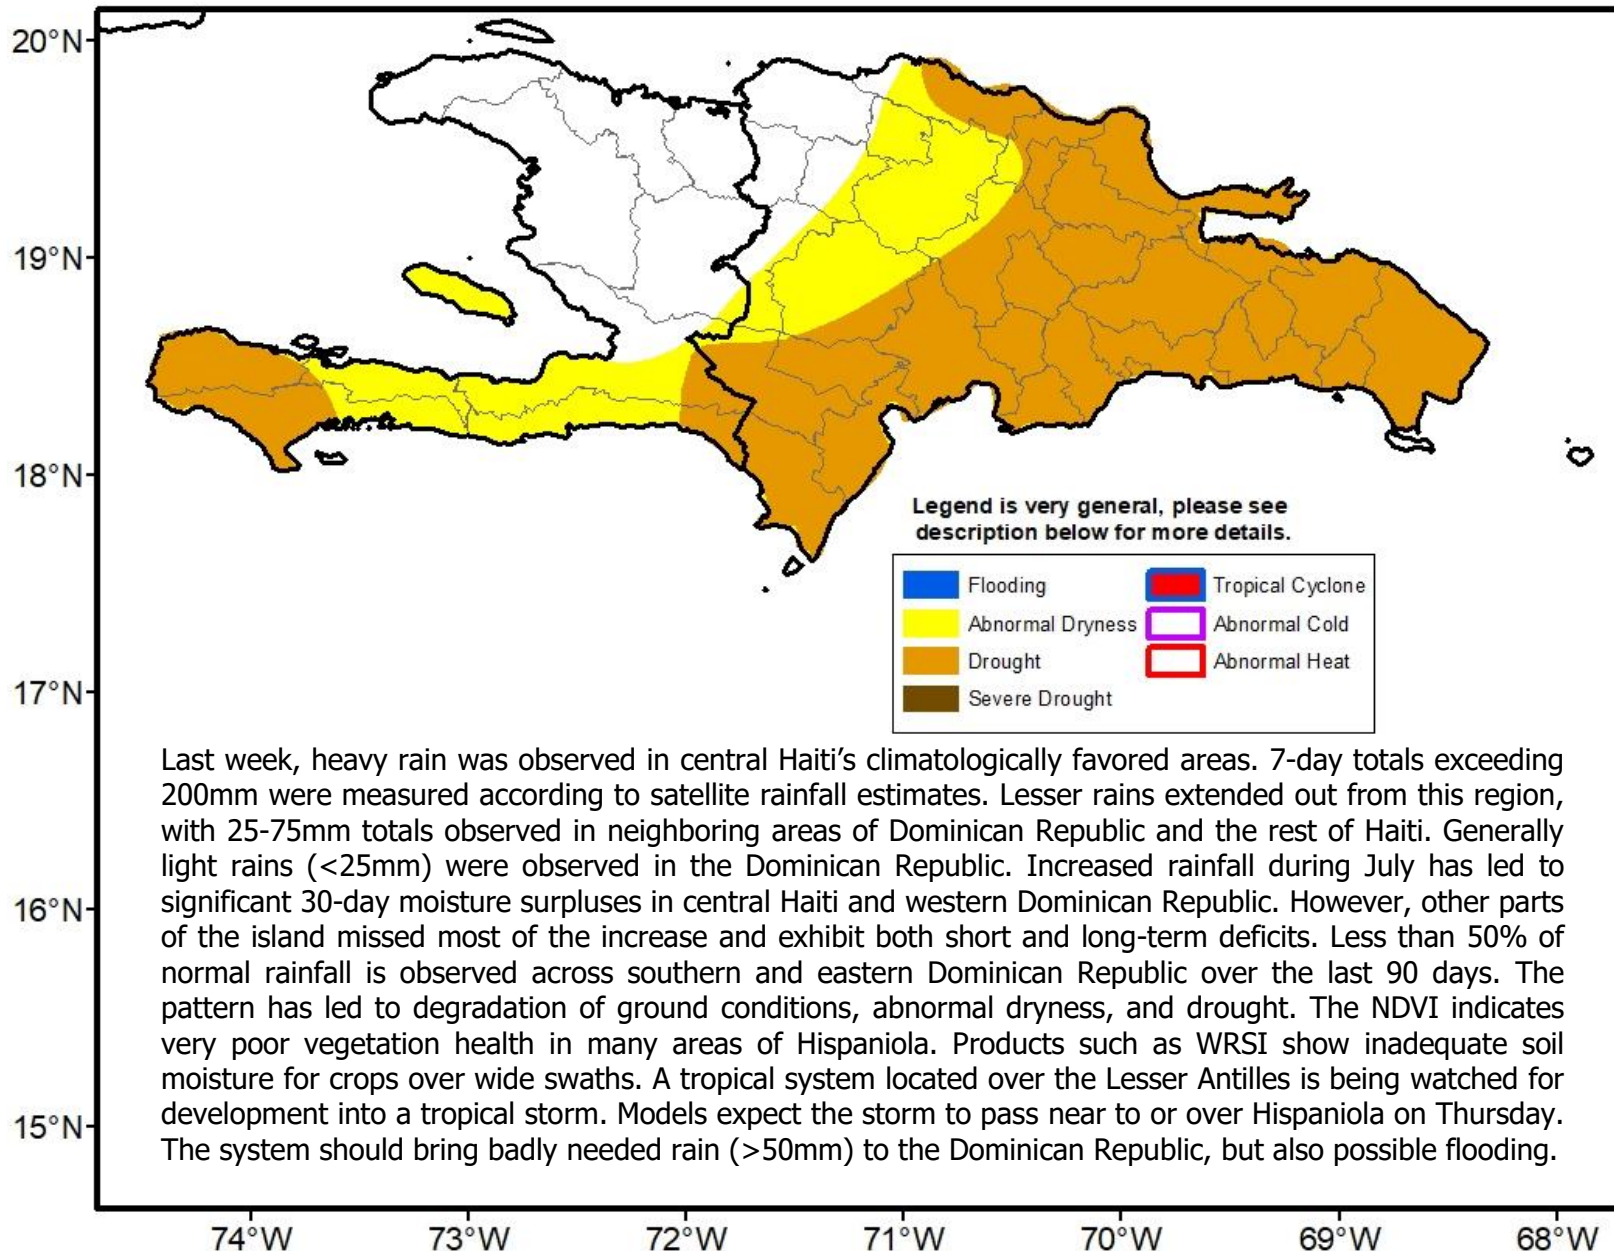 20°N
19°N
18°N
17°N
16°N
15°N
Legend is very general, please see
description below for more details.
Flooding
Tropical Cyclone
Abnormal Dryness
Abnormal Cold
Drought
Abnormal Heat
Severe Drought
Last week, heavy rain was observed in central Haiti’s climatologically favored areas. 7-day totals exceeding
200mm were measured according to satellite rainfall estimates. Lesser rains extended out from this region,
with 25-75mm totals observed in neighboring areas of Dominican Republic and the rest of Haiti. Generally
light rains (<25mm) were observed in the Dominican Republic. Increased rainfall during July has led to
significant 30-day moisture surpluses in central Haiti and western Dominican Republic. However, other parts
of the island missed most of the increase and exhibit both short and long-term deficits. Less than 50% of
normal rainfall is observed across southern and eastern Dominican Republic over the last 90 days. The
pattern has led to degradation of ground conditions, abnormal dryness, and drought. The NDVI indicates
very poor vegetation health in many areas of Hispaniola. Products such as WRSI show inadequate soil
moisture for crops over wide swaths. A tropical system located over the Lesser Antilles is being watched for
development into a tropical storm. Models expect the storm to pass near to or over Hispaniola on Thursday.
The system should bring badly needed rain (>50mm) to the Dominican Republic, but also possible flooding.
74°W
73°W
72°W
71°W
70°W
69°W
68°W